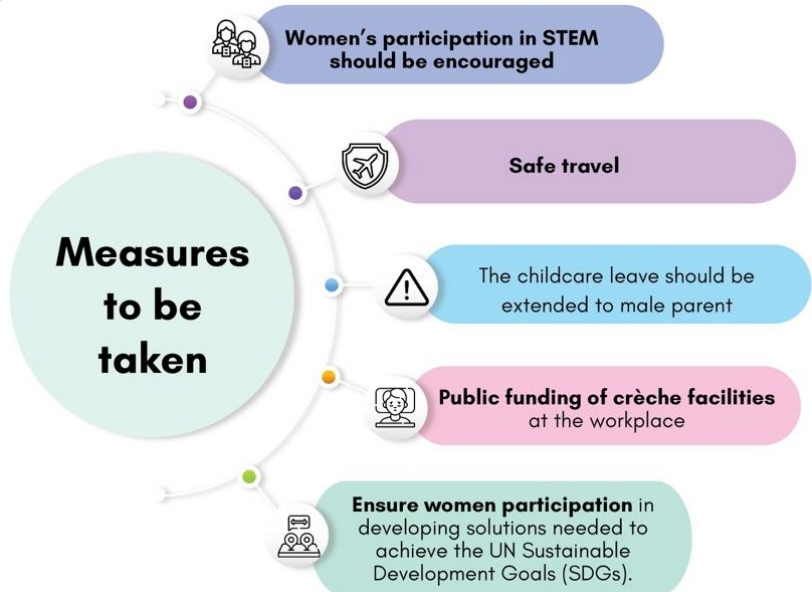 Women's participation in STEM
should be encouraged
Safe travel
Measures
to be
taken
The childcare leave should be
extended to male parent
Public funding of crèche facilities
at the workplace
Ensure women participation in
developing solutions needed to
achieve the UN Sustainable
Development Goals (SDGs).